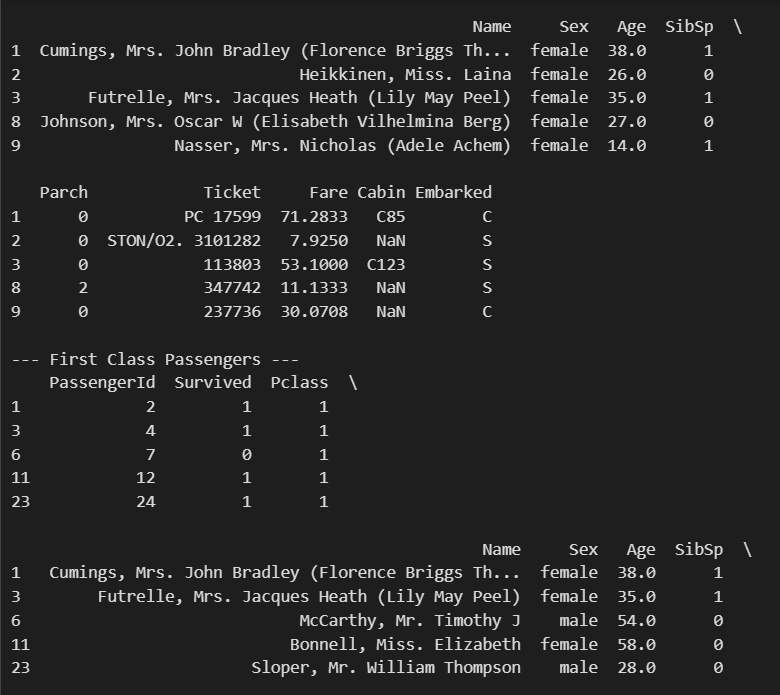 Name Sex Age SibSp \
1 Cumings, Mrs. John Bradley (Florence Briggs Th... female 38.0 1
2 Heikkinen, Miss. Laina female 26.0 0
3 Futrelle, Mrs. Jacques Heath (Lily May Peel) female 35.0 1
8 Johnson, Mrs. Oscar W (Elisabeth Vilhelmina Berg) female 27.0 0
9 Nasser, Mrs. Nicholas (Adele Achem) female 14.0 1
Parch Ticket Fare Cabin Embarked
1 0 PC 17599 71.2833 C85 C
2 0 STON/O2. 3101282 7.9250 NaN S
3 0 113803 53.1000 C123 S
8 2 347742 11.1333 NaN S
9 0 237736 30.0708 NaN C
--- First Class Passengers ---
PassengerId Survived Pclass \
1 2 1 1
3 4 1 1
6 7 0 1
11 12 1 1
23 24 1 1
Name Sex Age SibSp \
1 Cumings, Mrs. John Bradley (Florence Briggs Th... female 38.0 1
3 Futrelle, Mrs. Jacques Heath (Lily May Peel) female 35.0 1
6 McCarthy, Mr. Timothy J male 54.0 0
11 Bonnell, Miss. Elizabeth female 58.0 0
23 Sloper, Mr. William Thompson male 28.0 0